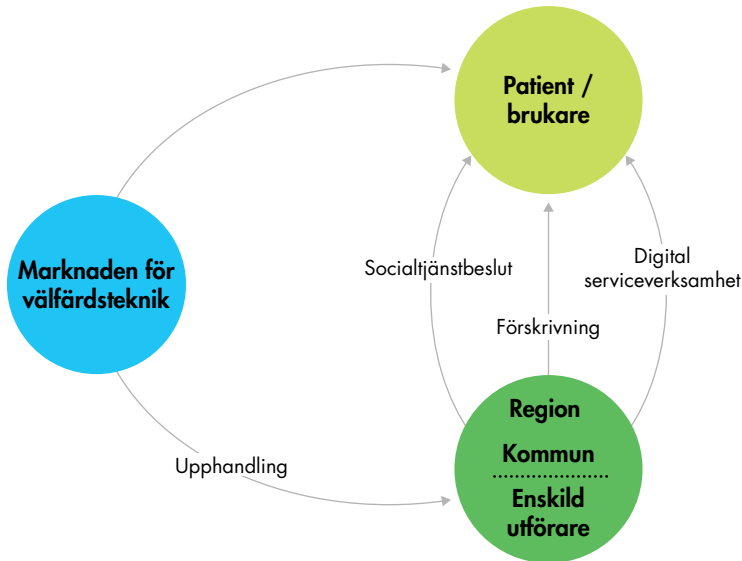 Patient /
brukare
Marknaden för
välfärdsteknik
Socialtjänstbeslut
Digital
serviceverksamhet
Förskrivning
Upphandling
Region
Kommun
Enskild
utförare